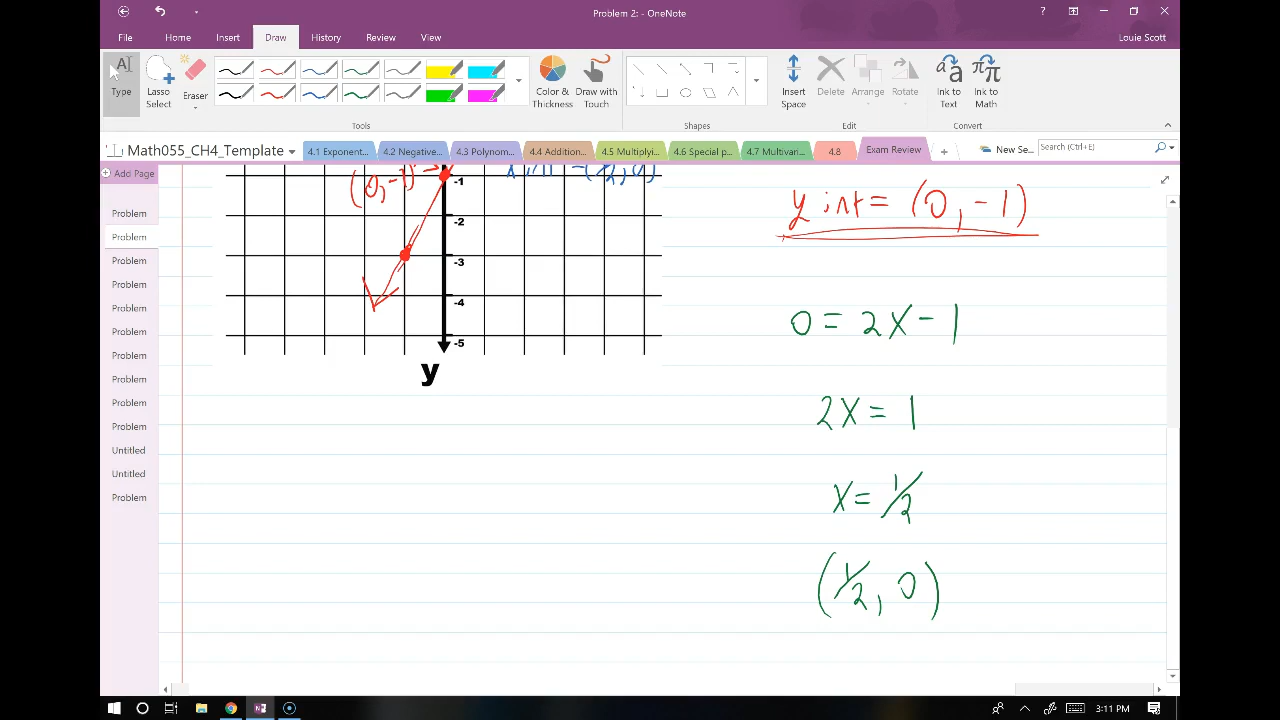 Problem 2: - OneNote
Louie Scott
File Home Insert Draw History Review View
Type
Lasso Select
Eraser
Color & Thickness
Draw with Touch
Insert Space
Delete
Arrange
Rotate
Ink to Text
Ink to Math
Tools Shapes Edit Convert
Math055_CH4_Template
4.1 Exponent...
4.2 Negative...
4.3 Polynom...
4.4 Addition...
4.5 Multiplyi...
4.6 Special p...
4.7 Multivari...
4.8
Exam Review
New Se...
Search (Ctrl+E)
Add Page
Problem
Problem
Problem
Problem
Problem
Problem
Problem
Problem
Problem
Problem
Untitled
Untitled
Problem
(0, -1)
-1
-2
-3
-4
-5
y
y int = (0, -1)
0 = 2x - 1
2x = 1
x = 1/2
(1/2, 0)
3:11 PM